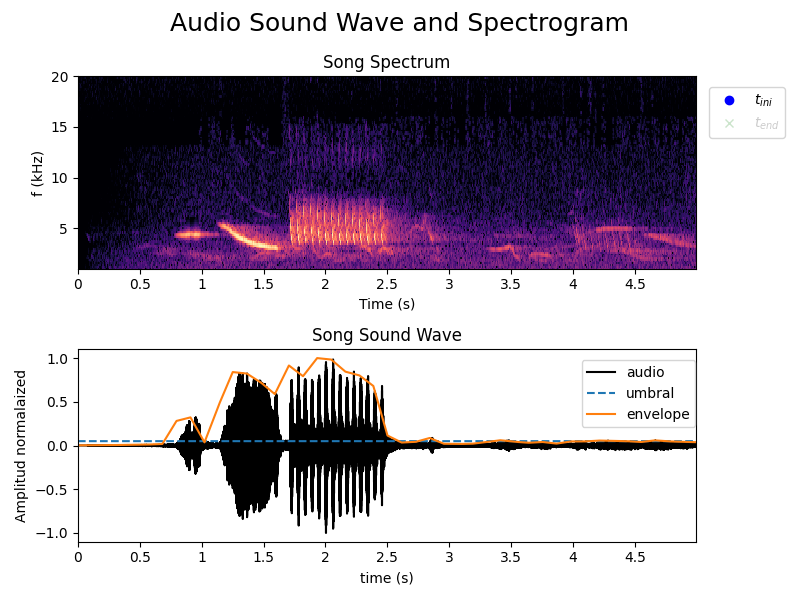 Audio Sound Wave and Spectrogram
Song Spectrum
20
15
10
5
f (kHz)
0 0.5 1 1.5 2 2.5 3 3.5 4 4.5
Time (s)
t_ini
t_end
Song Sound Wave
1.0
0.5
0.0
−0.5
−1.0
Amplitud normalaized
audio
umbral
envelope
0 0.5 1 1.5 2 2.5 3 3.5 4 4.5
time (s)